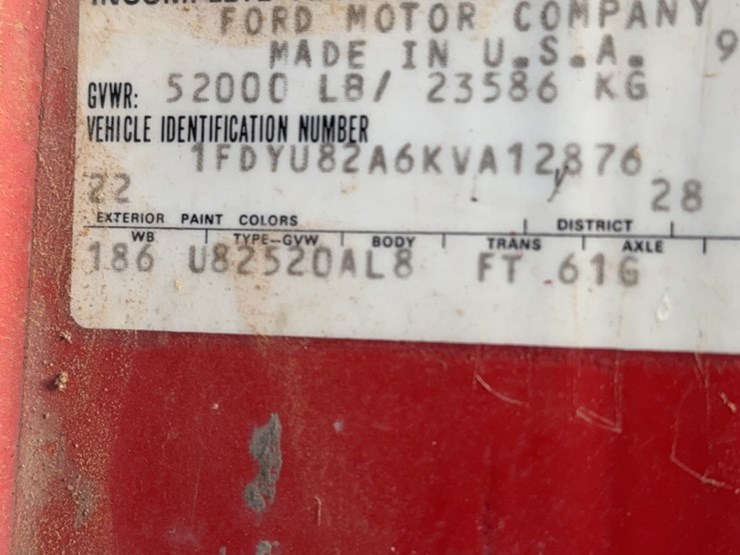 FORD MOTOR COMPANY
MADE IN U.S.A. 9
GVWR: 52000 LB/ 23586 KG
VEHICLE IDENTIFICATION NUMBER
1FDYU82A6KVA12876
22 28
EXTERIOR PAINT COLORS DISTRICT
WB TYPE-GVW BODY TRANS AXLE
186 U82520AL8 FT 61G